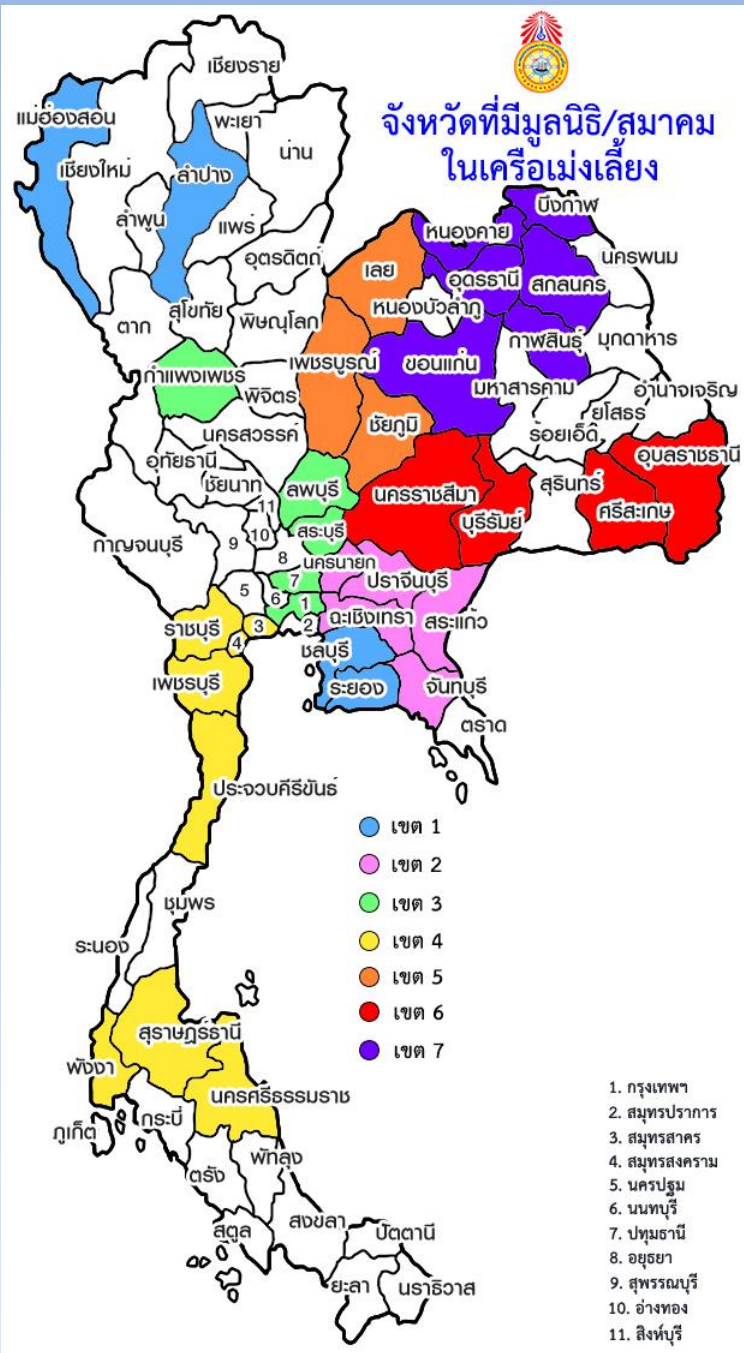 จังหวัดที่มีมูลนิธิ/สมาคม
ในเครือเม่งเลี้ยง
เชียงราย
แม่ฮ่องสอน
พะเยา
น่าน
เชียงใหม่
ลำปาง
ลำพูน
แพร่
อุตรดิตถ์
ตาก
สุโขทัย
พิษณุโลก
กำแพงเพชร
พิจิตร
เพชรบูรณ์
เลย
หนองคาย
บึงกาฬ
อุดรธานี
สกลนคร
นครพนม
หนองบัวลำภู
กาฬสินธุ์
มุกดาหาร
ขอนแก่น
มหาสารคาม
อำนาจเจริญ
ยโสธร
ร้อยเอ็ด
ชัยภูมิ
นครสวรรค์
อุทัยธานี
ชัยนาท
ลพบุรี
นครราชสีมา
บุรีรัมย์
สุรินทร์
ศรีสะเกษ
อุบลราชธานี
11
10
9
8
สระบุรี
กาญจนบุรี
นครนายก
7
ปราจีนบุรี
5
6
1
2
ฉะเชิงเทรา
สระแก้ว
ราชบุรี
3
4
ชลบุรี
เพชรบุรี
ระยอง
จันทบุรี
ตราด
ประจวบคีรีขันธ์
ชุมพร
ระนอง
สุราษฎร์ธานี
พังงา
นครศรีธรรมราช
ภูเก็ต
กระบี่
ตรัง
พัทลุง
สตูล
สงขลา
ปัตตานี
ยะลา
นราธิวาส
เขต 1
เขต 2
เขต 3
เขต 4
เขต 5
เขต 6
เขต 7
1. กรุงเทพฯ
2. สมุทรปราการ
3. สมุทรสาคร
4. สมุทรสงคราม
5. นครปฐม
6. นนทบุรี
7. ปทุมธานี
8. อยุธยา
9. สุพรรณบุรี
10. อ่างทอง
11. สิงห์บุรี